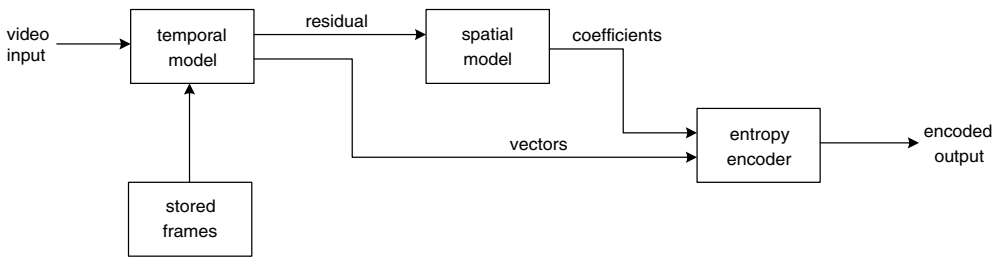 video
input
temporal
model
residual
spatial
model
coefficients
vectors
entropy
encoder
encoded
output
stored
frames